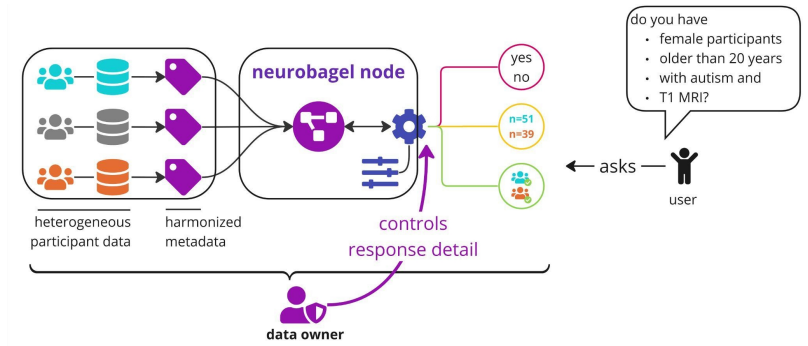 do you have
• female participants
• older than 20 years
• with autism and
• T1 MRI?
neurobagel node
yes
no
n=51
n=39
asks
user
heterogeneous
participant data
harmonized
metadata
controls
response detail
data owner